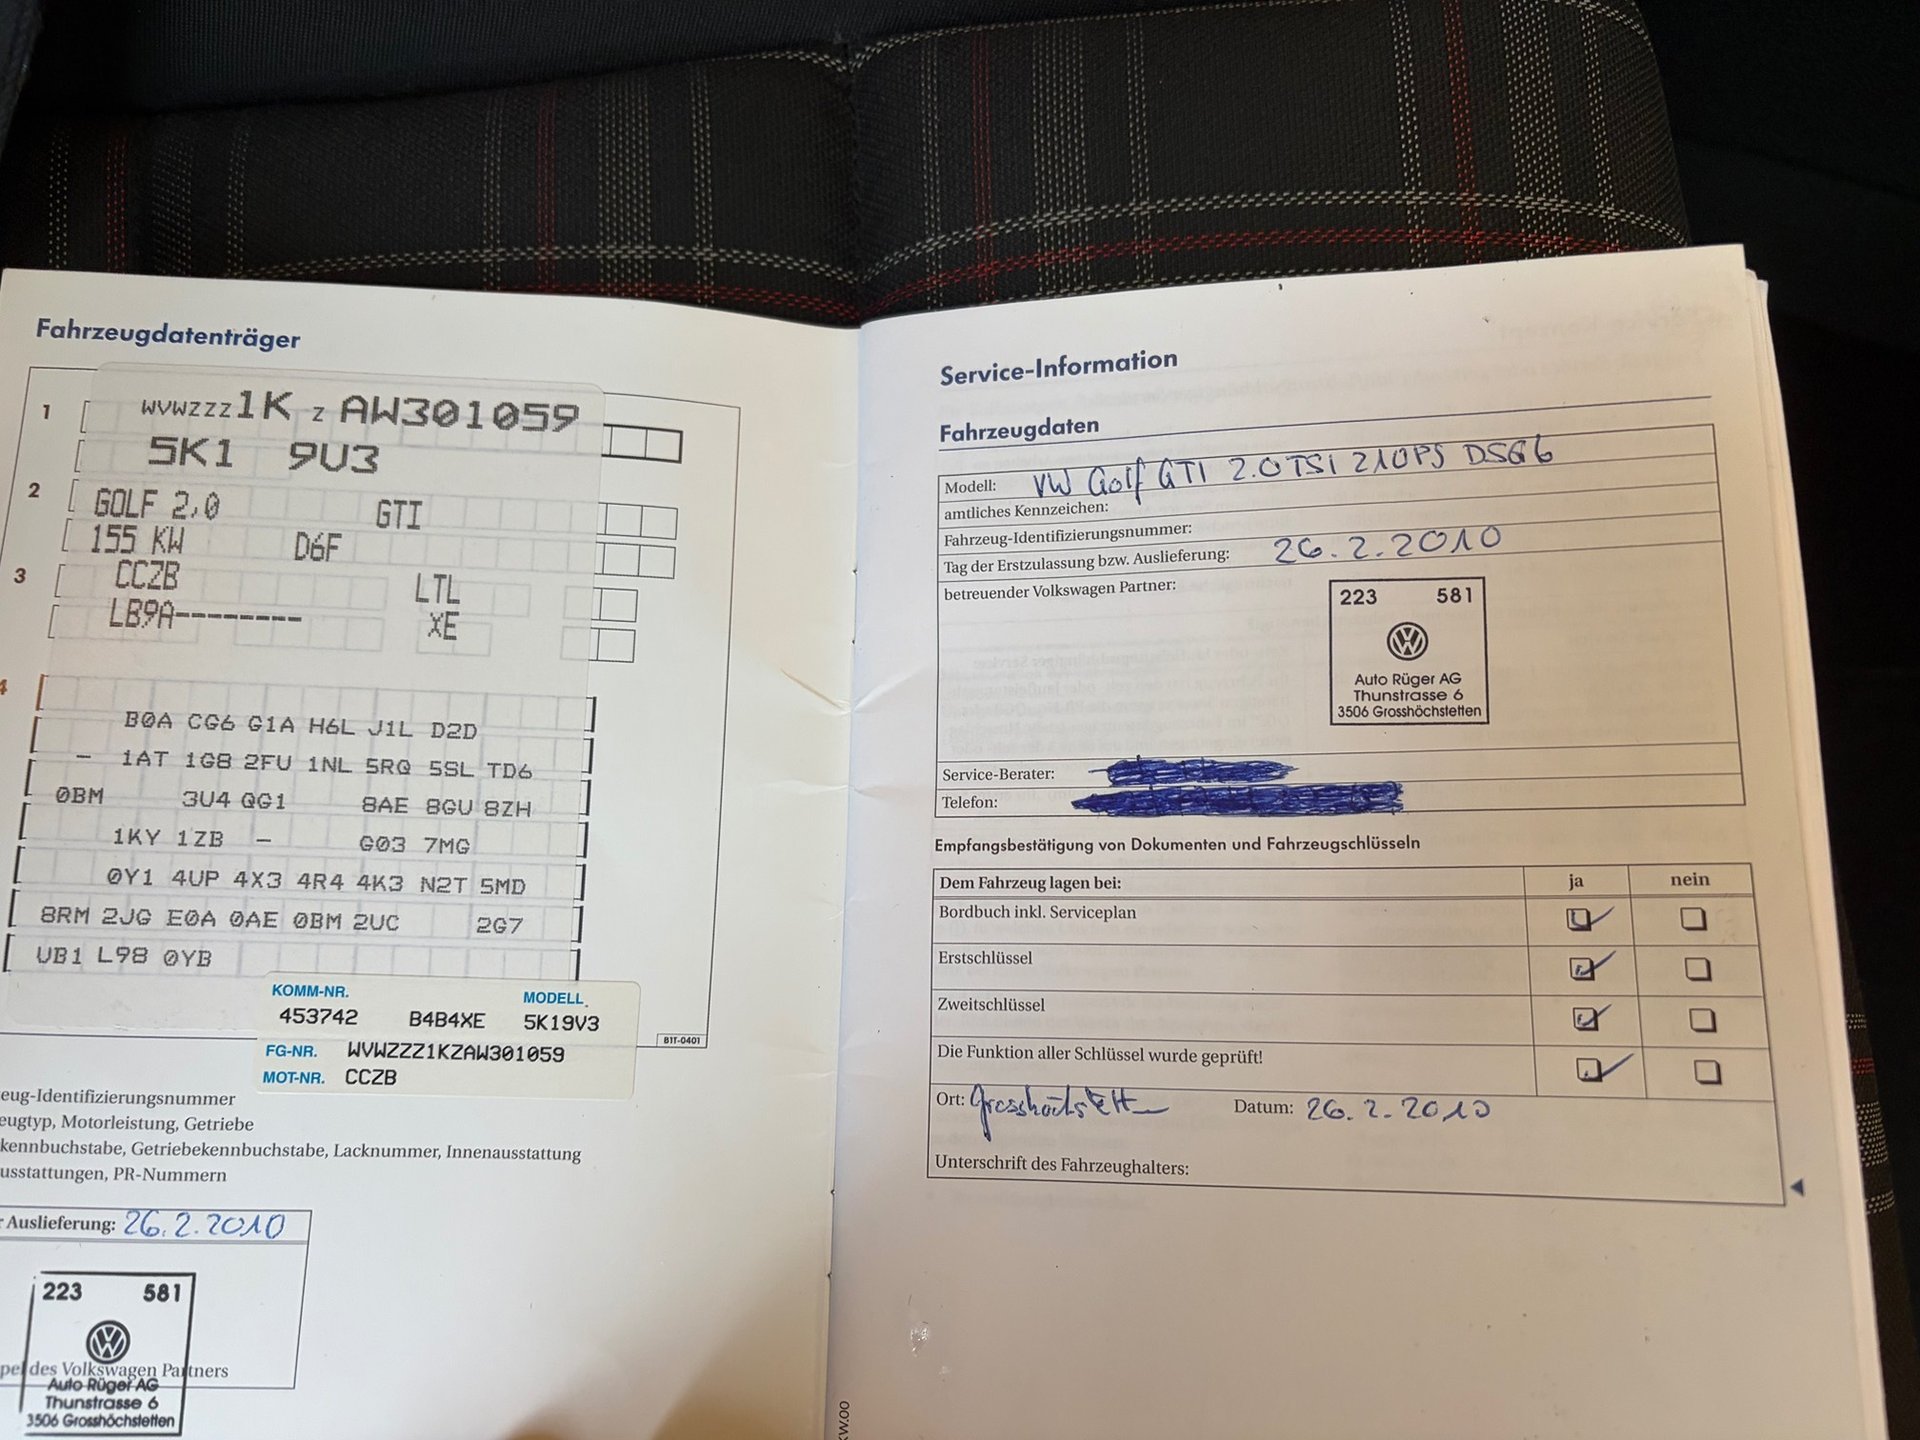 Fahrzeugdatenträger
1
WVWZZZ1K Z AW301059
5K1 9U3
2
GOLF 2,0 GTI
155 KW D6F
3
CCZB LTL
LB9A-------- XE
4
B0A CG6 G1A H6L J1L D2D
- 1AT 1G8 2FU 1NL 5RQ 5SL TD6
0BM 3U4 QG1 8AE 8GU 8ZH
1KY 1ZB - G03 7MG
0Y1 4UP 4X3 4R4 4K3 N2T 5MD
8RM 2JG E0A 0AE 0BM 2UC 2G7
UB1 L98 0YB
KOMM-NR. MODELL
453742 B4B4XE 5K19V3
FG-NR. WVWZZZ1KZAW301059
MOT-NR. CCZB
B1T-0401
eug-Identifizierungsnummer
eugtyp, Motorleistung, Getriebe
kennbuchstabe, Getriebekennbuchstabe, Lacknummer, Innenausstattung
usstattungen, PR-Nummern
r Auslieferung: 26.2.2010
223 581
pel des Volkswagen Partners
Auto Rüger AG
Thunstrasse 6
3506 Grosshöchstetten
Service-Information
Fahrzeugdaten
Modell: VW Golf GTI 2.0 TSI 210PS DSG6
amtliches Kennzeichen:
Fahrzeug-Identifizierungsnummer:
Tag der Erstzulassung bzw. Auslieferung: 26.2.2010
betreuender Volkswagen Partner:
223 581
Auto Rüger AG
Thunstrasse 6
3506 Grosshöchstetten
Service-Berater:
Telefon:
Empfangsbestätigung von Dokumenten und Fahrzeugschlüsseln
Dem Fahrzeug lagen bei: ja nein
Bordbuch inkl. Serviceplan
Erstschlüssel
Zweitschlüssel
Die Funktion aller Schlüssel wurde geprüft!
Ort: Grosshöchstetten Datum: 26.2.2010
Unterschrift des Fahrzeughalters: